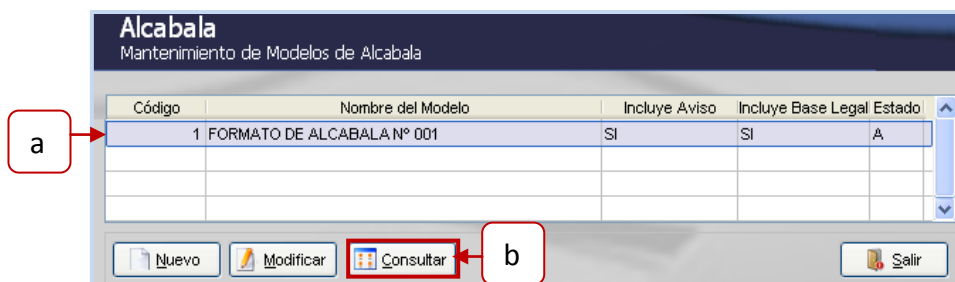 Alcabala
Mantenimiento de Modelos de Alcabala
Código Nombre del Modelo Incluye Aviso Incluye Base Legal Estado
a
1 FORMATO DE ALCABALA Nº 001 SI SI A
Nuevo Modificar Consultar b Salir